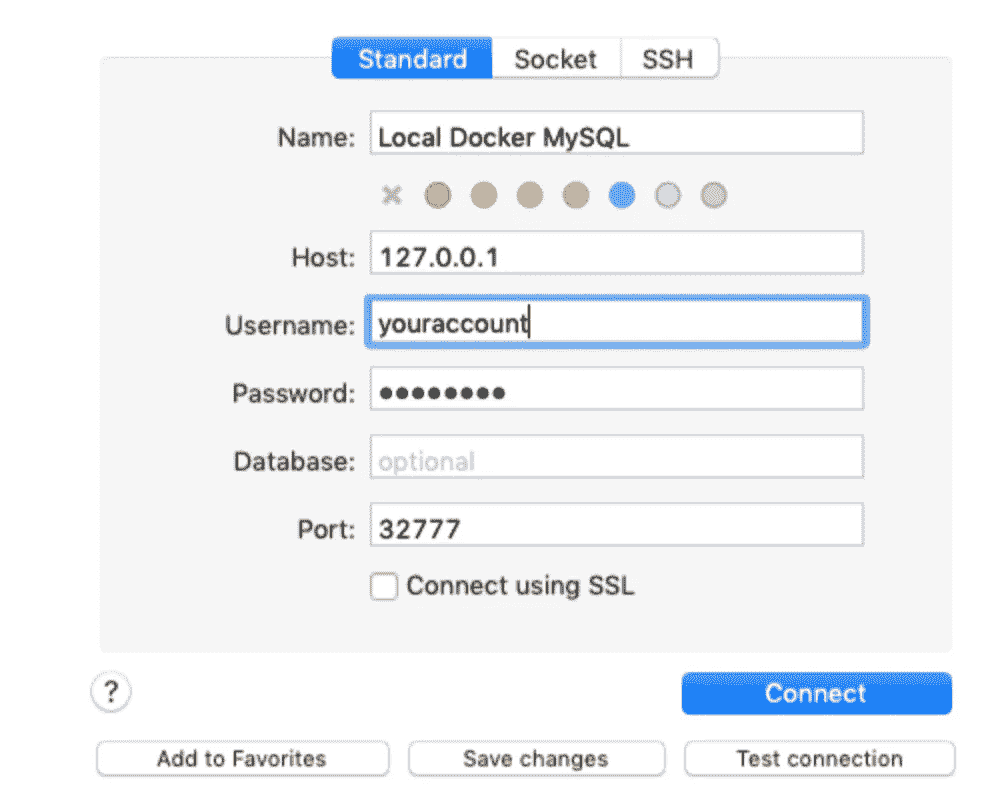 Standard Socket SSH
Name: Local Docker MySQL
Host: 127.0.0.1
Username: youraccount
Password: ••••••••
Database: optional
Port: 32777
Connect using SSL
? Connect
Add to Favorites Save changes Test connection